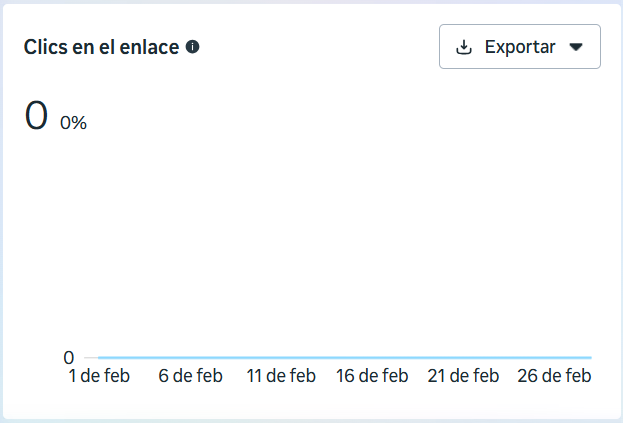 Clics en el enlace
Exportar
0 0%
0
1 de feb 6 de feb 11 de feb 16 de feb 21 de feb 26 de feb